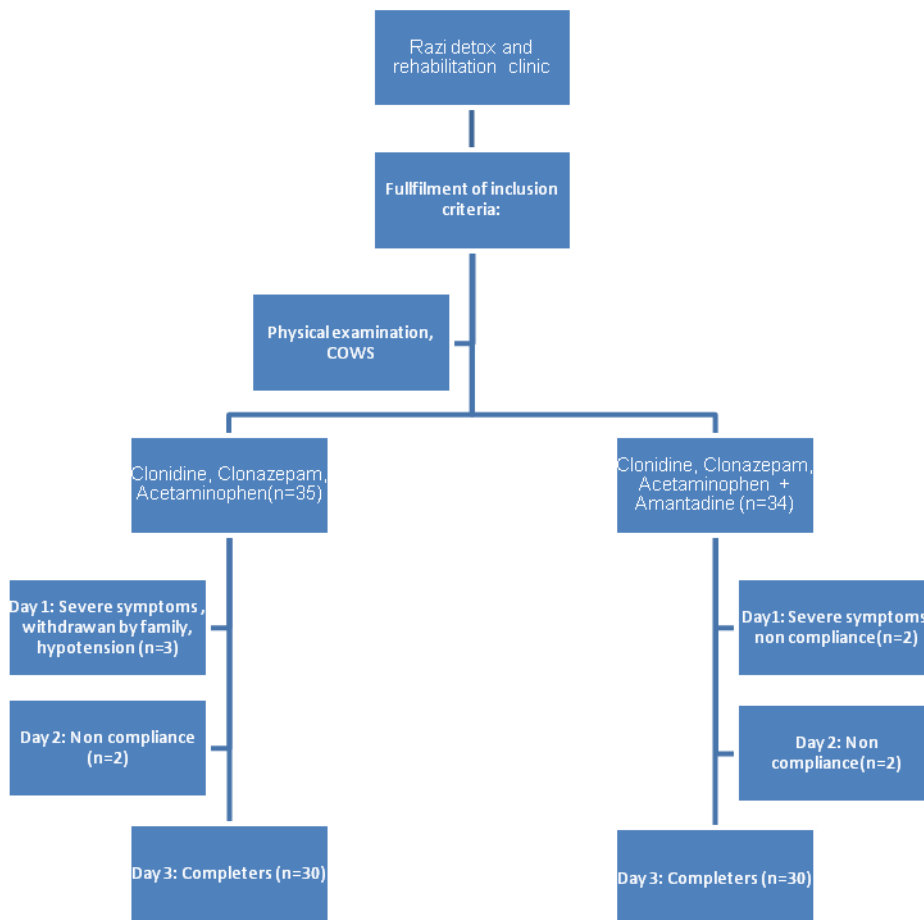 Razi detox and
rehabilitation clinic
Fullfilment of inclusion
criteria:
Physical examination,
COWS
Clonidine, Clonazepam,
Acetaminophen(n=35)
Clonidine, Clonazepam,
Acetaminophen +
Amantadine (n=34)
Day 1: Severe symptoms ,
withdrawan by family,
hypotension (n=3)
Day1: Severe symptoms,
non compliance(n=2)
Day 2: Non compliance
(n=2)
Day 2: Non
compliance(n=2)
Day 3: Completers (n=30)
Day 3: Completers (n=30)